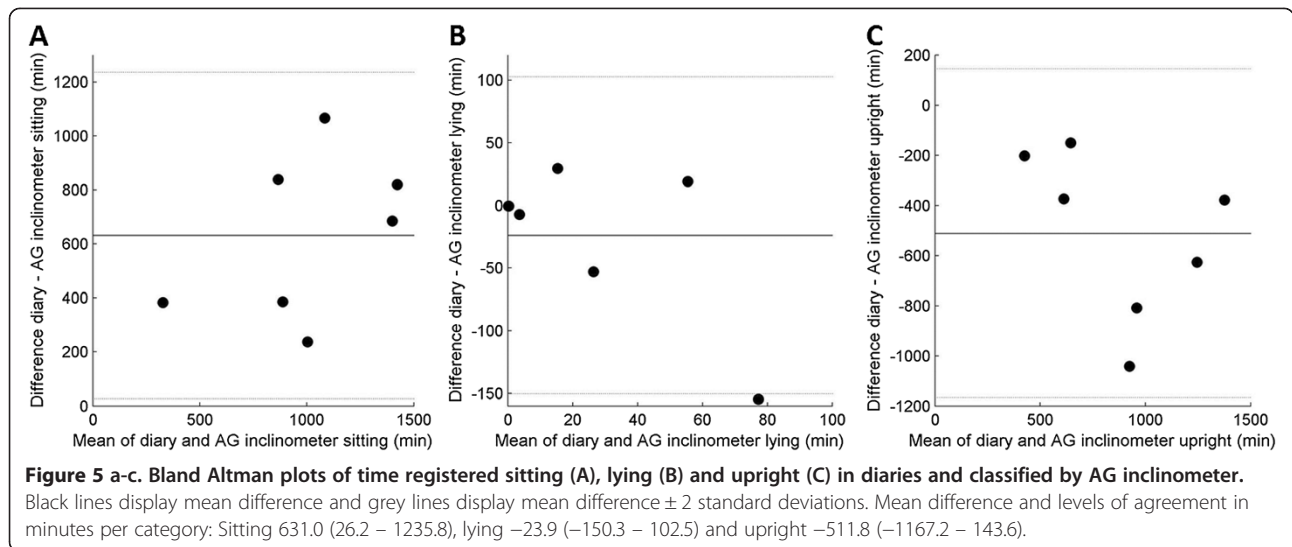 A
Difference diary - AG inclinometer sitting (min)
1200
1000
800
600
400
200
0
0 500 1000 1500
Mean of diary and AG inclinometer sitting (min)
B
Difference diary - AG inclinometer lying (min)
100
50
0
-50
-100
-150
0 20 40 60 80 100
Mean of diary and AG inclinometer lying (min)
C
Difference diary - AG inclinometer upright (min)
200
0
-200
-400
-600
-800
-1000
-1200
0 500 1000 1500
Mean of diary and AG inclinometer upright (min)
Figure 5 a-c. Bland Altman plots of time registered sitting (A), lying (B) and upright (C) in diaries and classified by AG inclinometer.
Black lines display mean difference and grey lines display mean difference ± 2 standard deviations. Mean difference and levels of agreement in
minutes per category: Sitting 631.0 (26.2 – 1235.8), lying −23.9 (−150.3 – 102.5) and upright −511.8 (−1167.2 – 143.6).